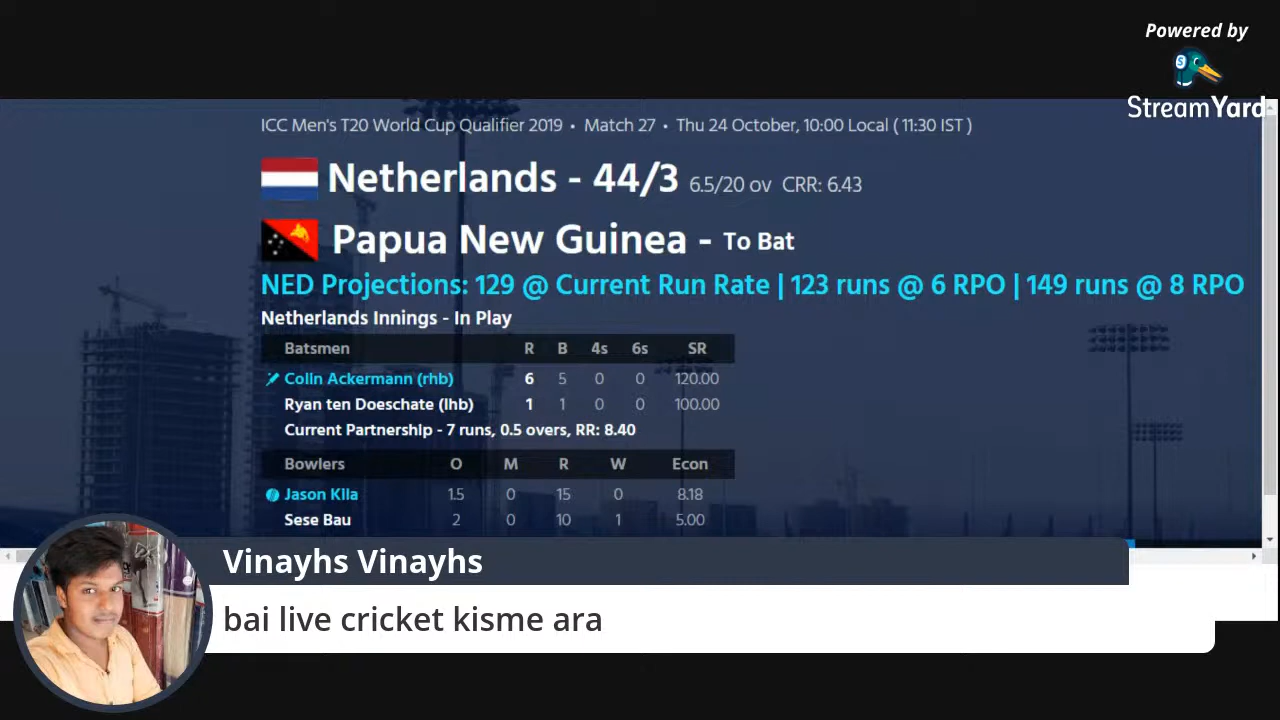 Powered by
StreamYard
ICC Men's T20 World Cup Qualifier 2019 • Match 27 • Thu 24 October, 10:00 Local ( 11:30 IST )
Netherlands - 44/3 6.5/20 ov CRR: 6.43
Papua New Guinea - To Bat
NED Projections: 129 @ Current Run Rate | 123 runs @ 6 RPO | 149 runs @ 8 RPO
Netherlands Innings - In Play
Batsmen R B 4s 6s SR
Colin Ackermann (rhb) 6 5 0 0 120.00
Ryan ten Doeschate (lhb) 1 1 0 0 100.00
Current Partnership - 7 runs, 0.5 overs, RR: 8.40
Bowlers O M R W Econ
Jason Kila 1.5 0 15 0 8.18
Sese Bau 2 0 10 1 5.00
Vinayhs Vinayhs
bai live cricket kisme ara